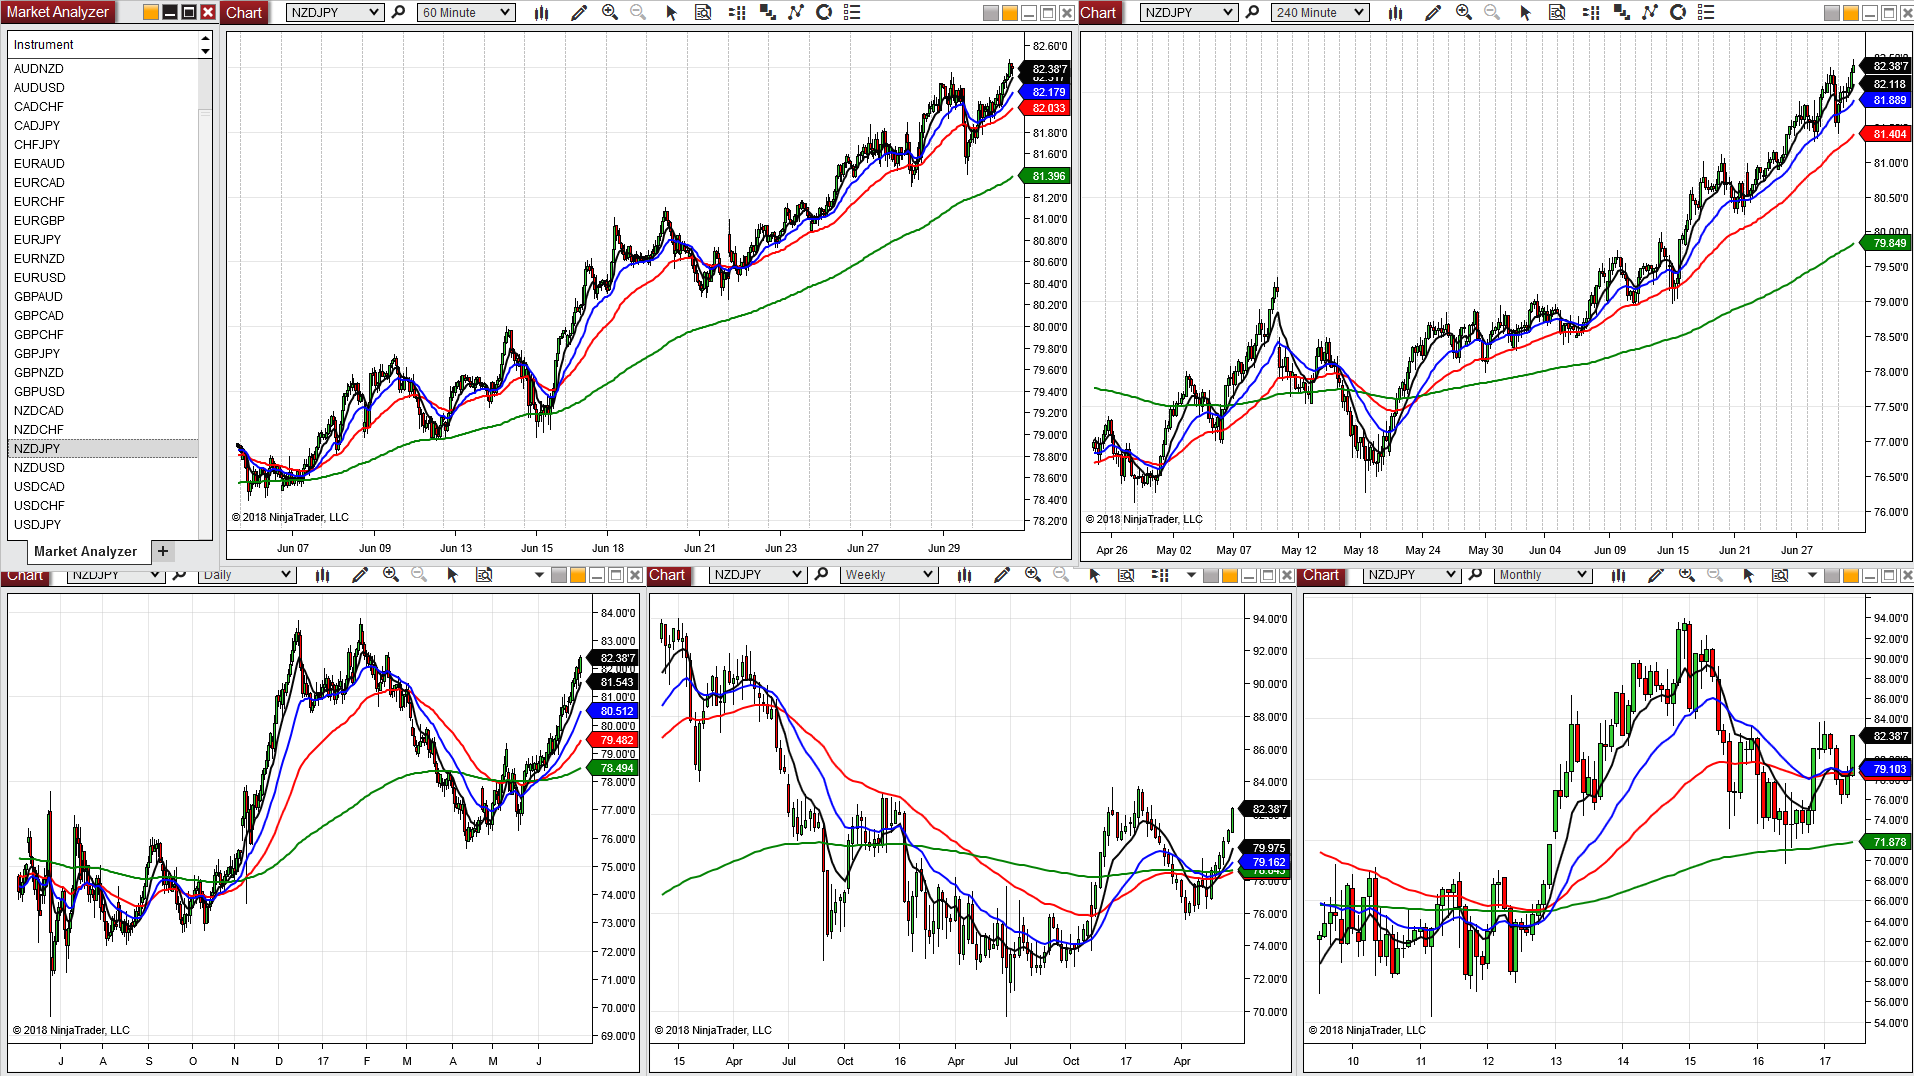 Market Analyzer
Instrument
AUDNZD
AUDUSD
CADCHF
CADJPY
CHFJPY
EURAUD
EURCAD
EURCHF
EURGBP
EURJPY
EURNZD
EURUSD
GBPAUD
GBPCAD
GBPCHF
GBPJPY
GBPNZD
GBPUSD
NZDCAD
NZDCHF
NZDJPY
NZDUSD
USDCAD
USDCHF
USDJPY
Market Analyzer +
Chart NZDJPY 60 Minute
82.60'0
82.38'7
82.179
82.033
81.80'0
81.60'0
81.396
81.20'0
81.00'0
80.80'0
80.60'0
80.40'0
80.20'0
80.00'0
79.80'0
79.60'0
79.40'0
79.20'0
79.00'0
78.80'0
78.60'0
78.40'0
78.20'0
© 2018 NinjaTrader, LLC
Jun 07 Jun 09 Jun 13 Jun 15 Jun 18 Jun 21 Jun 23 Jun 27 Jun 29
Chart NZDJPY 240 Minute
82.38'7
82.118
81.889
81.404
81.00'0
80.50'0
80.00'0
79.849
79.50'0
79.00'0
78.50'0
78.00'0
77.50'0
77.00'0
76.50'0
76.00'0
© 2018 NinjaTrader, LLC
Apr 26 May 02 May 07 May 12 May 18 May 24 May 30 Jun 04 Jun 09 Jun 15 Jun 21 Jun 27
Chart NZDJPY Daily
84.00'0
83.00'0
82.38'7
82.00'0
81.543
81.00'0
80.512
80.00'0
79.482
79.00'0
78.494
78.00'0
77.00'0
76.00'0
75.00'0
74.00'0
73.00'0
72.00'0
71.00'0
70.00'0
69.00'0
© 2018 NinjaTrader, LLC
J A S O N D 17 F M A M J
Chart NZDJPY Weekly
94.00'0
92.00'0
90.00'0
88.00'0
86.00'0
84.00'0
82.38'7
79.975
79.162
78.00'0
76.00'0
74.00'0
72.00'0
70.00'0
© 2018 NinjaTrader, LLC
15 Apr Jul Oct 16 Apr Jul Oct 17 Apr
Chart NZDJPY Monthly
94.00'0
92.00'0
90.00'0
88.00'0
86.00'0
84.00'0
82.38'7
79.103
76.00'0
74.00'0
71.878
70.00'0
68.00'0
66.00'0
64.00'0
62.00'0
60.00'0
58.00'0
56.00'0
54.00'0
© 2018 NinjaTrader, LLC
10 11 12 13 14 15 16 17